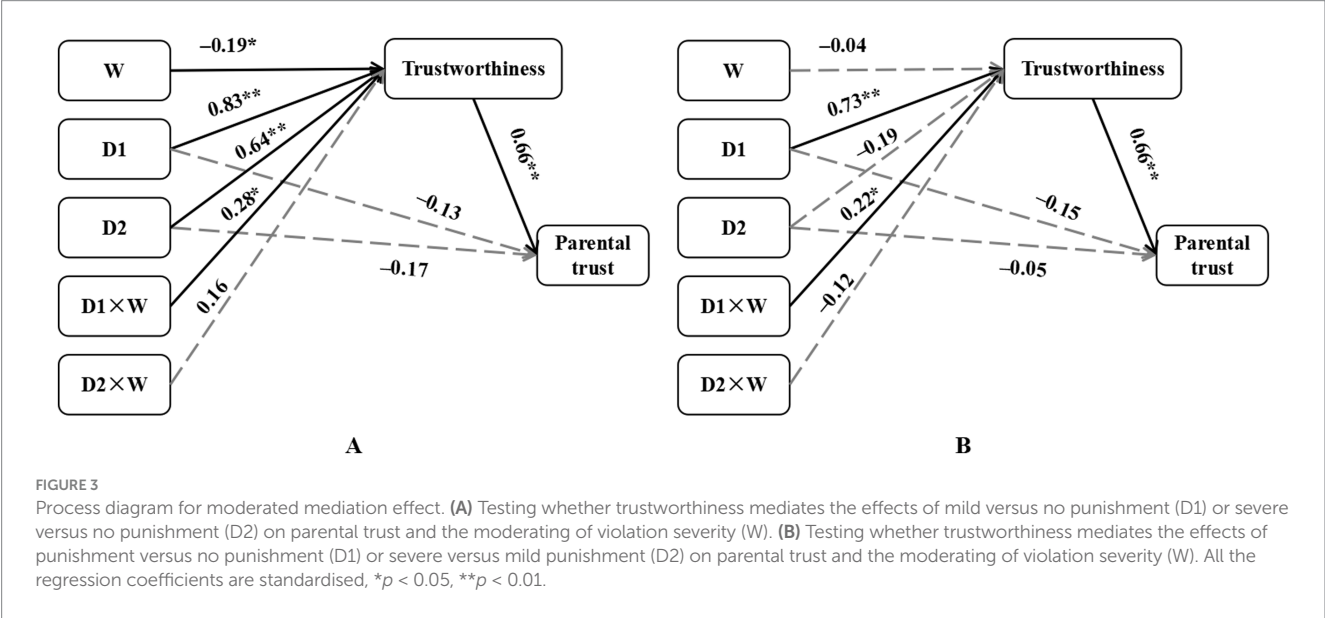 W
–0.19*
Trustworthiness
D1
0.83**
0.64**
D2
0.28*
0.66**
–0.13
–0.17
Parental
trust
D1×W
0.16
D2×W
A
W
–0.04
Trustworthiness
D1
0.73**
–0.19
D2
0.22*
0.66**
–0.15
–0.05
Parental
trust
D1×W
–0.12
D2×W
B
FIGURE 3
Process diagram for moderated mediation effect. (A) Testing whether trustworthiness mediates the effects of mild versus no punishment (D1) or severe
versus no punishment (D2) on parental trust and the moderating of violation severity (W). (B) Testing whether trustworthiness mediates the effects of
punishment versus no punishment (D1) or severe versus mild punishment (D2) on parental trust and the moderating of violation severity (W). All the
regression coefficients are standardised, *p < 0.05, **p < 0.01.